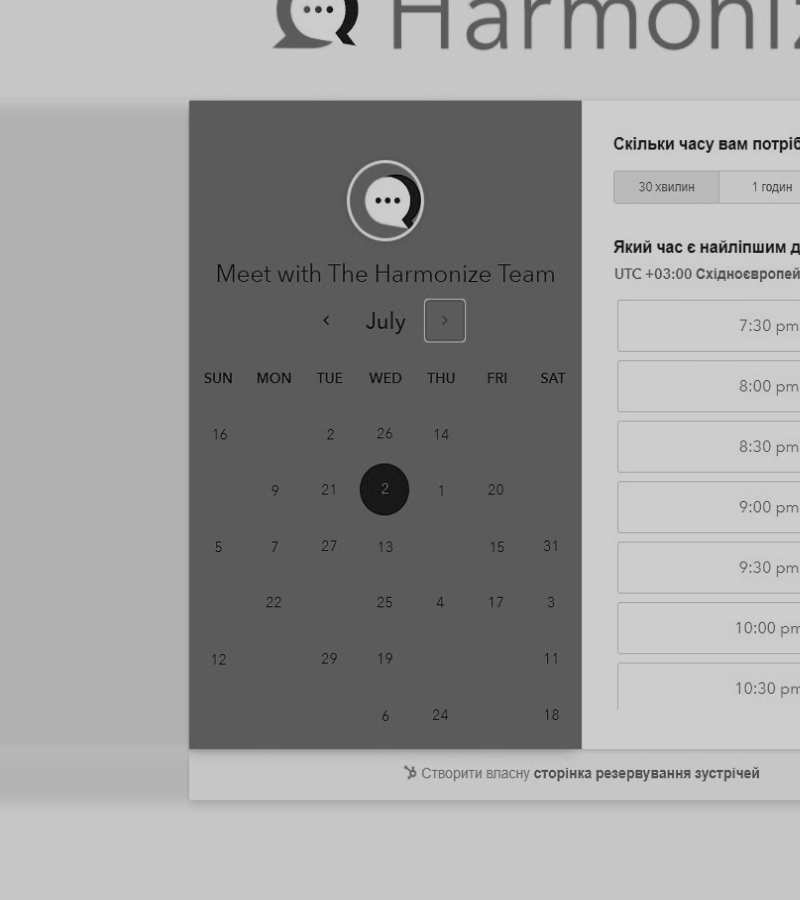 Harmoniz
Meet with The Harmonize Team
July
SUN MON TUE WED THU FRI SAT
16 2 26 14
9 21 2 1 20
5 7 27 13 15 31
22 25 4 17 3
12 29 19 11
6 24 18
Скільки часу вам потріб
30 хвилин 1 годин
Який час є найліпшим д
UTC +03:00 Східноєвропей
7:30 pm
8:00 pm
8:30 pm
9:00 pm
9:30 pm
10:00 pm
10:30 pm
Створити власну сторінка резервування зустрічей